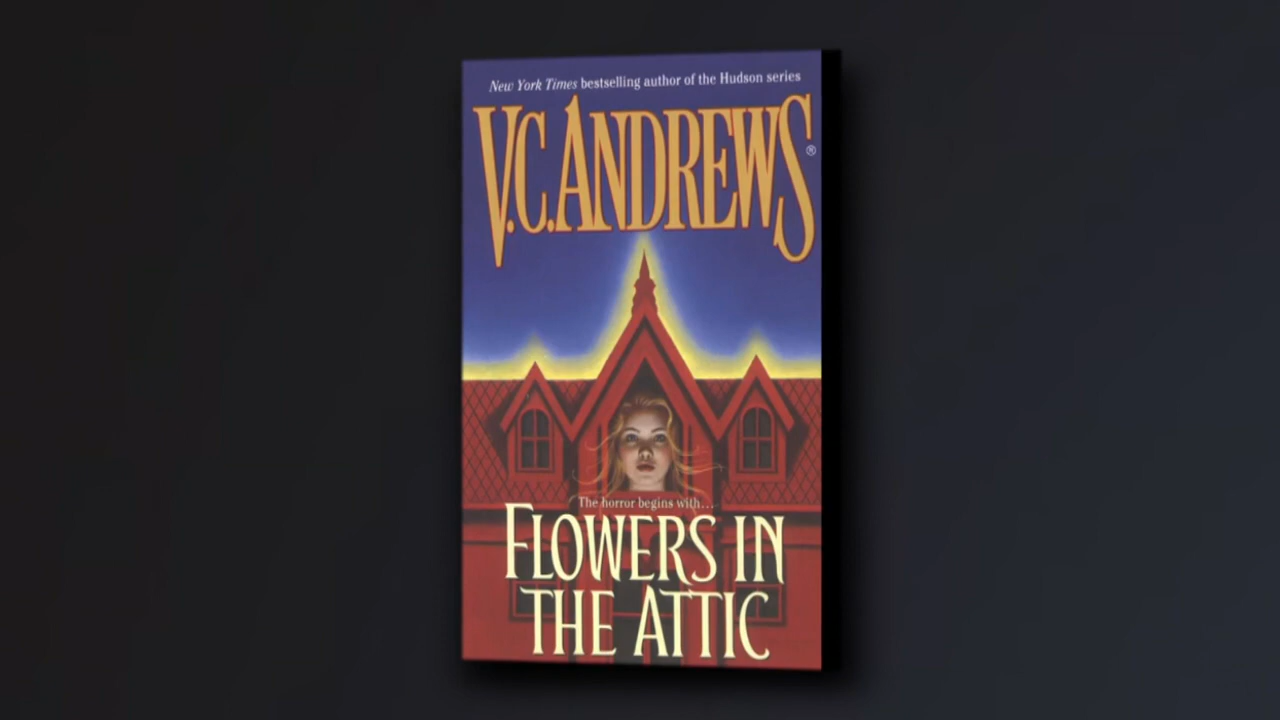 New York Times bestselling author of the Hudson series
V.C. ANDREWS®
The horror begins with...
FLOWERS IN
THE ATTIC